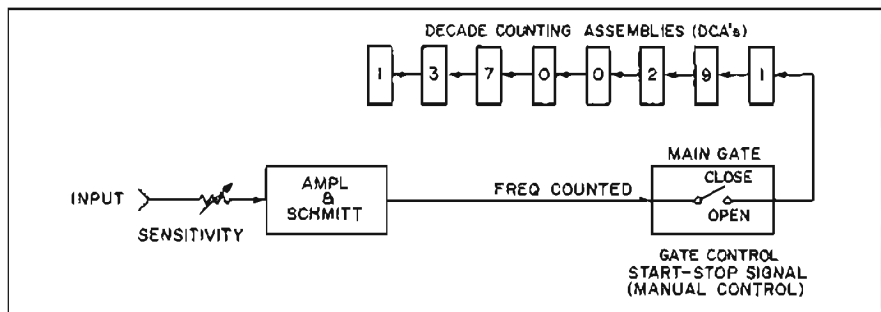 DECADE COUNTING ASSEMBLIES (DCA's)
1 3 7 0 0 2 9 1
MAIN GATE
CLOSE
OPEN
INPUT
SENSITIVITY
AMPL
&
SCHMITT
FREQ COUNTED
GATE CONTROL
START-STOP SIGNAL
(MANUAL CONTROL)